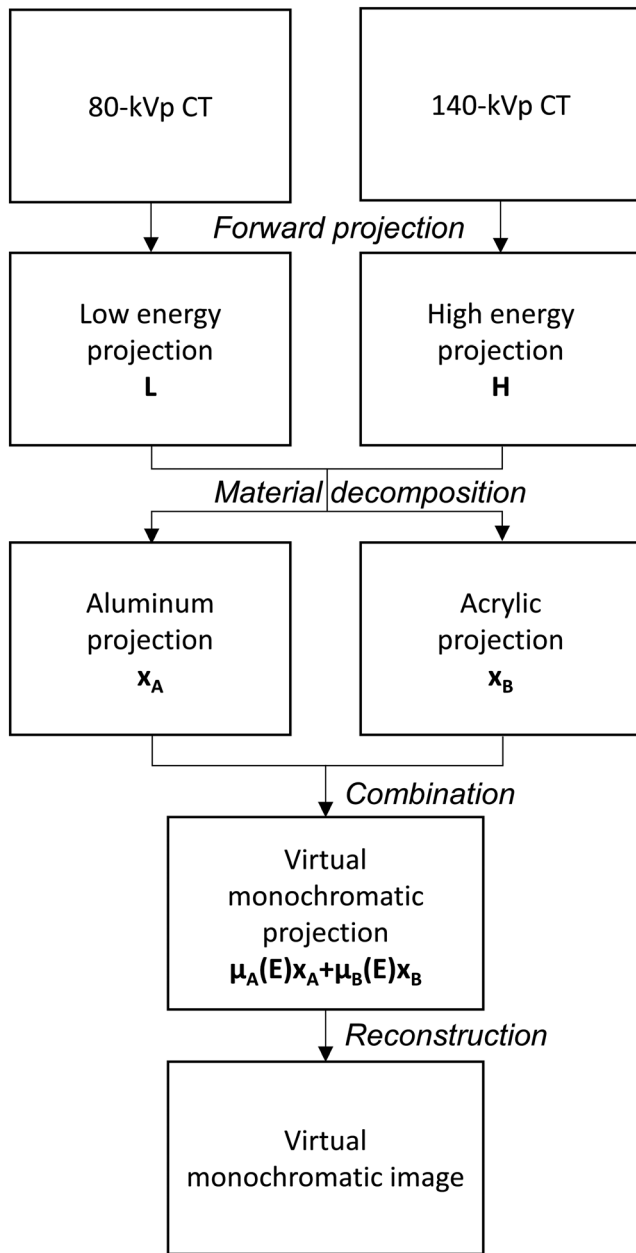 80-kVp CT
140-kVp CT
Forward projection
Low energy
projection
L
High energy
projection
H
Material decomposition
Aluminum
projection
xA
Acrylic
projection
xB
Combination
Virtual
monochromatic
projection
μA(E)xA+μB(E)xB
Reconstruction
Virtual
monochromatic image